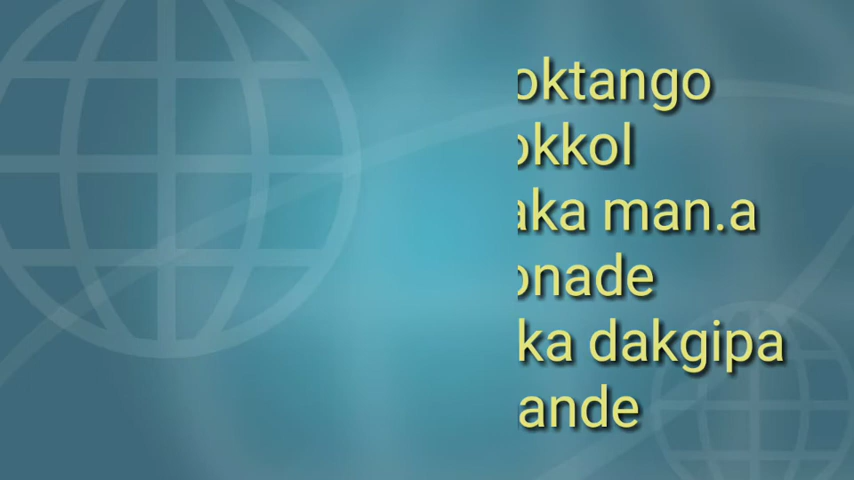 oktango
okkol
aka man.a
onade
ka dakgipa
ande